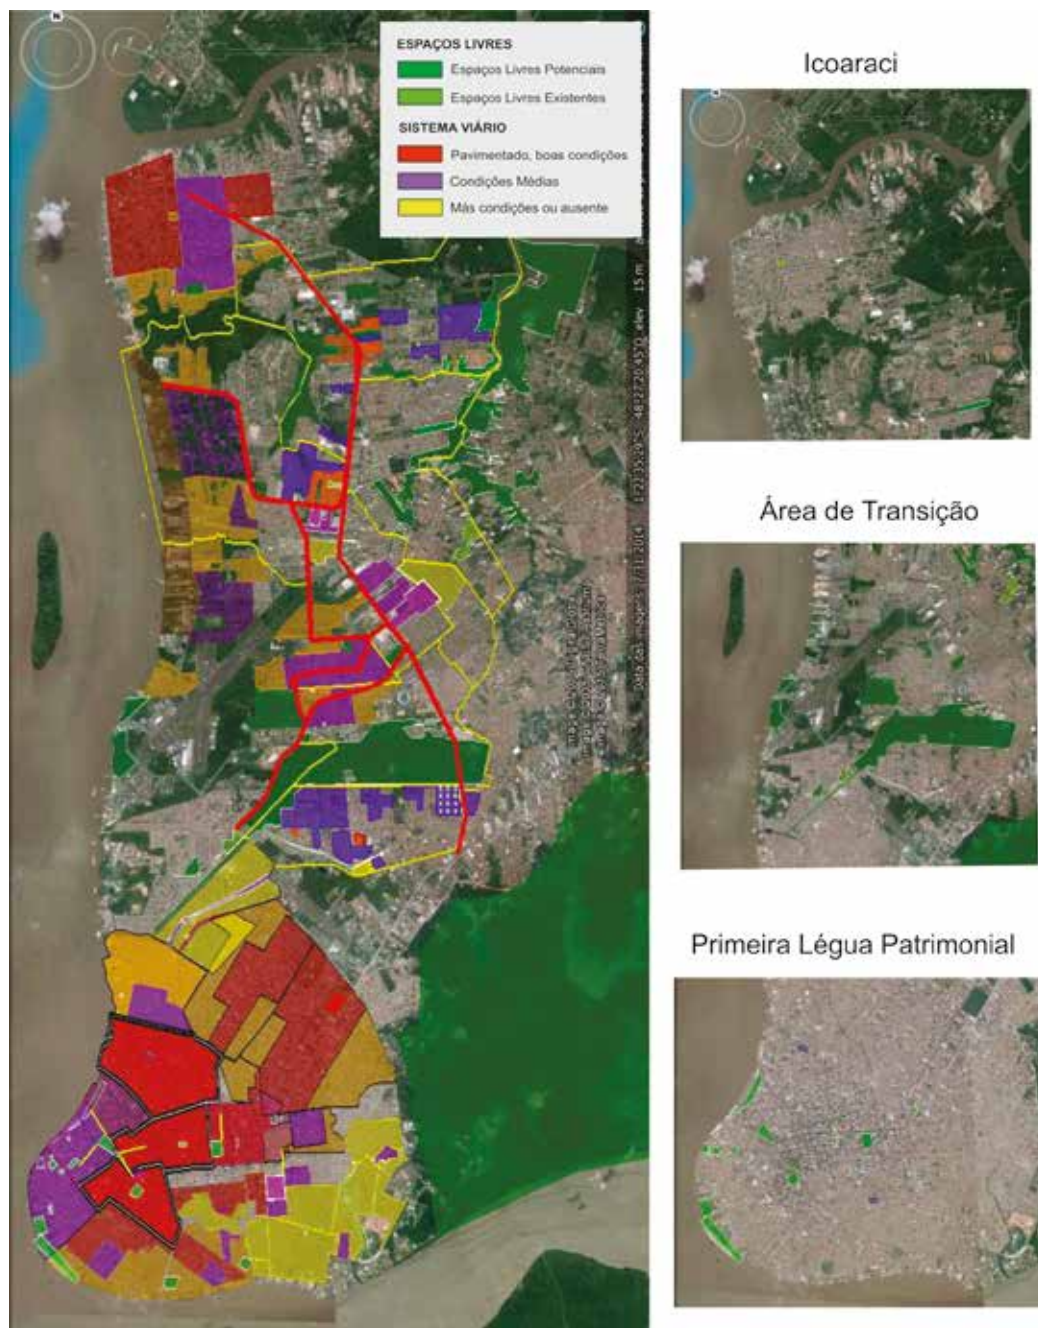 N
ESPAÇOS LIVRES
Espaços Livres Potenciais
Espaços Livres Existentes
SISTEMA VIÁRIO
Pavimentado, boas condições
Condições Médias
Más condições ou ausente
Icoaraci
Área de Transição
Primeira Légua Patrimonial